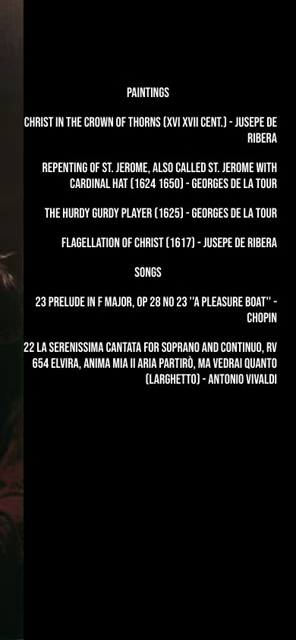 PAINTINGS
CHRIST IN THE CROWN OF THORNS (XVI XVII CENT.) - JUSEPE DE
RIBERA
REPENTING OF ST. JEROME, ALSO CALLED ST. JEROME WITH
CARDINAL HAT (1624 1650) - GEORGES DE LA TOUR
THE HURDY GURDY PLAYER (1625) - GEORGES DE LA TOUR
FLAGELLATION OF CHRIST (1617) - JUSEPE DE RIBERA
SONGS
23 PRELUDE IN F MAJOR, OP 28 NO 23 "A PLEASURE BOAT" -
CHOPIN
22 LA SERENISSIMA CANTATA FOR SOPRANO AND CONTINUO, RV
654 ELVIRA, ANIMA MIA II ARIA PARTIRÒ, MA VEDRAI QUANTO
(LARGHETTO) - ANTONIO VIVALDI